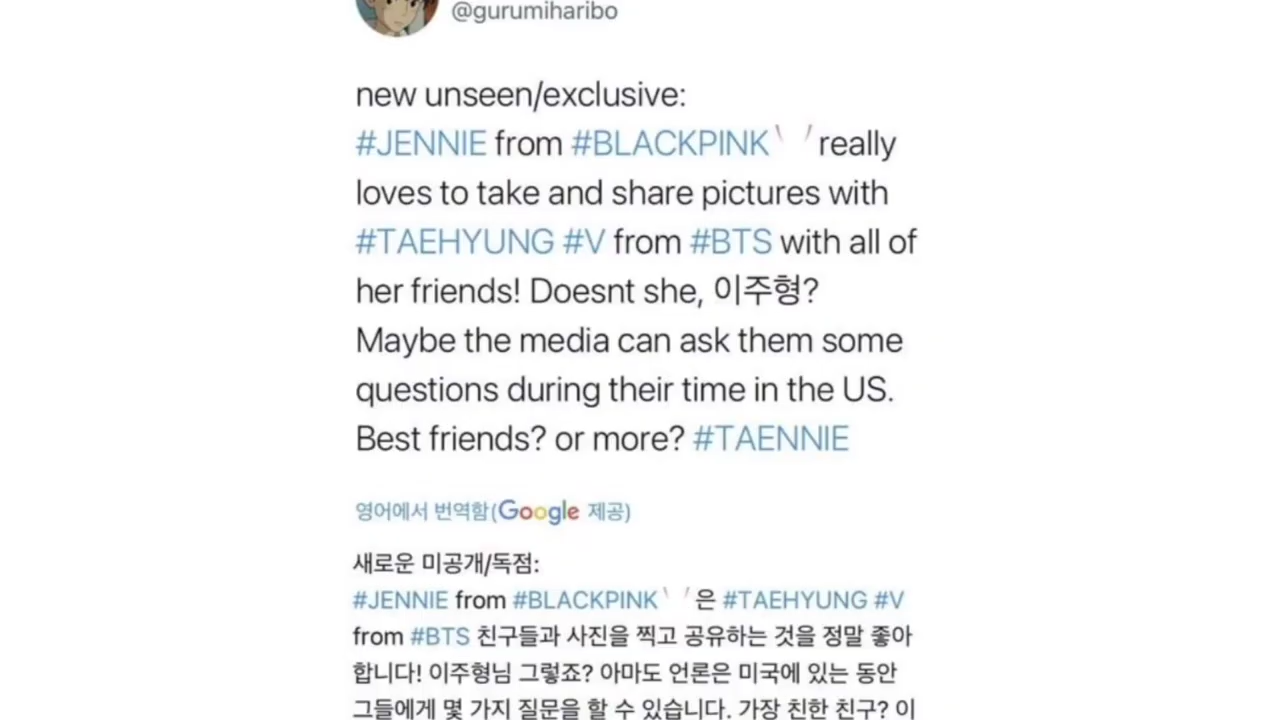 @gurumiharibo
new unseen/exclusive:
#JENNIE from #BLACKPINK really
loves to take and share pictures with
#TAEHYUNG #V from #BTS with all of
her friends! Doesnt she, 이주형?
Maybe the media can ask them some
questions during their time in the US.
Best friends? or more? #TAENNIE
영어에서 번역함(Google 제공)
새로운 미공개/독점:
#JENNIE from #BLACKPINK 은 #TAEHYUNG #V
from #BTS 친구들과 사진을 찍고 공유하는 것을 정말 좋아
합니다! 이주형님 그렇죠? 아마도 언론은 미국에 있는 동안
그들에게 몇 가지 질문을 할 수 있습니다. 가장 친한 친구? 이